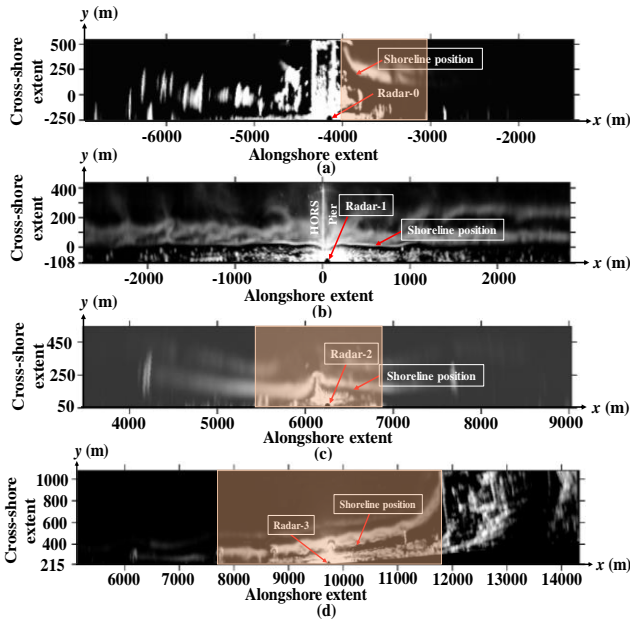 y (m)
500
250
0
-250
Cross-shore
extent
Shoreline position
Radar-0
-6000 -5000 -4000 -3000 -2000
x (m)
Alongshore extent
(a)
y (m)
400
200
0
-108
Cross-shore
extent
HORS
Pier
Radar-1
Shoreline position
-2000 -1000 0 1000 2000
x (m)
Alongshore extent
(b)
y (m)
450
250
50
Cross-shore
extent
Radar-2
Shoreline position
4000 5000 6000 7000 8000 9000
x (m)
Alongshore extent
(c)
y (m)
1000
800
600
400
215
Cross-shore
extent
Shoreline position
Radar-3
6000 7000 8000 9000 10000 11000 12000 13000 14000
x (m)
Alongshore extent
(d)